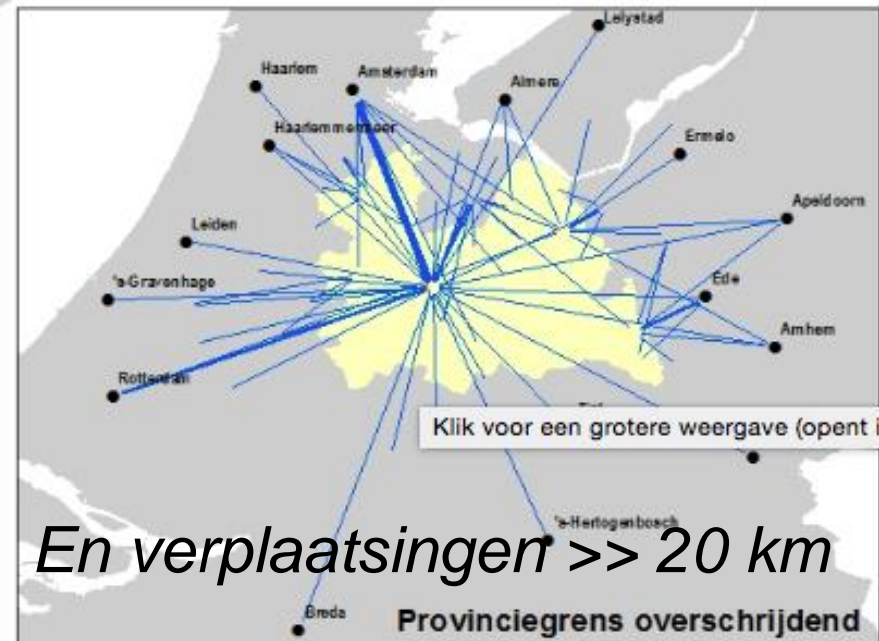 Lelystad
Haarlem
Amsterdam
Almere
Haarlemmermeer
Ermelo
Apeldoorn
Leiden
's-Gravenhage
Ede
Arnhem
Rotterdam
Klik voor een grotere weergave (opent i
's-Hertogenbosch
En verplaatsingen >> 20 km
Breda
Provinciegrens overschrijdend